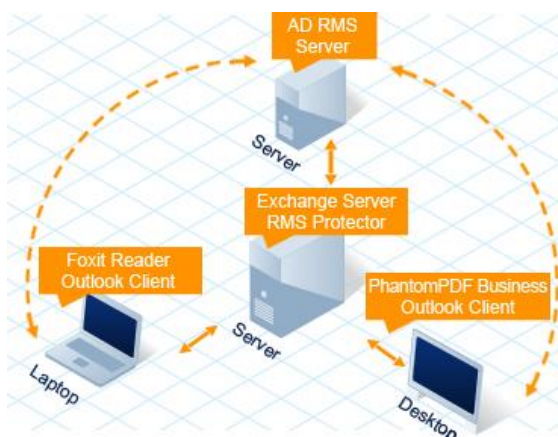 AD RMS
Server
Server
Exchange Server
RMS Protector
Foxit Reader
Outlook Client
PhantomPDF Business
Outlook Client
Server
Laptop
Desktop